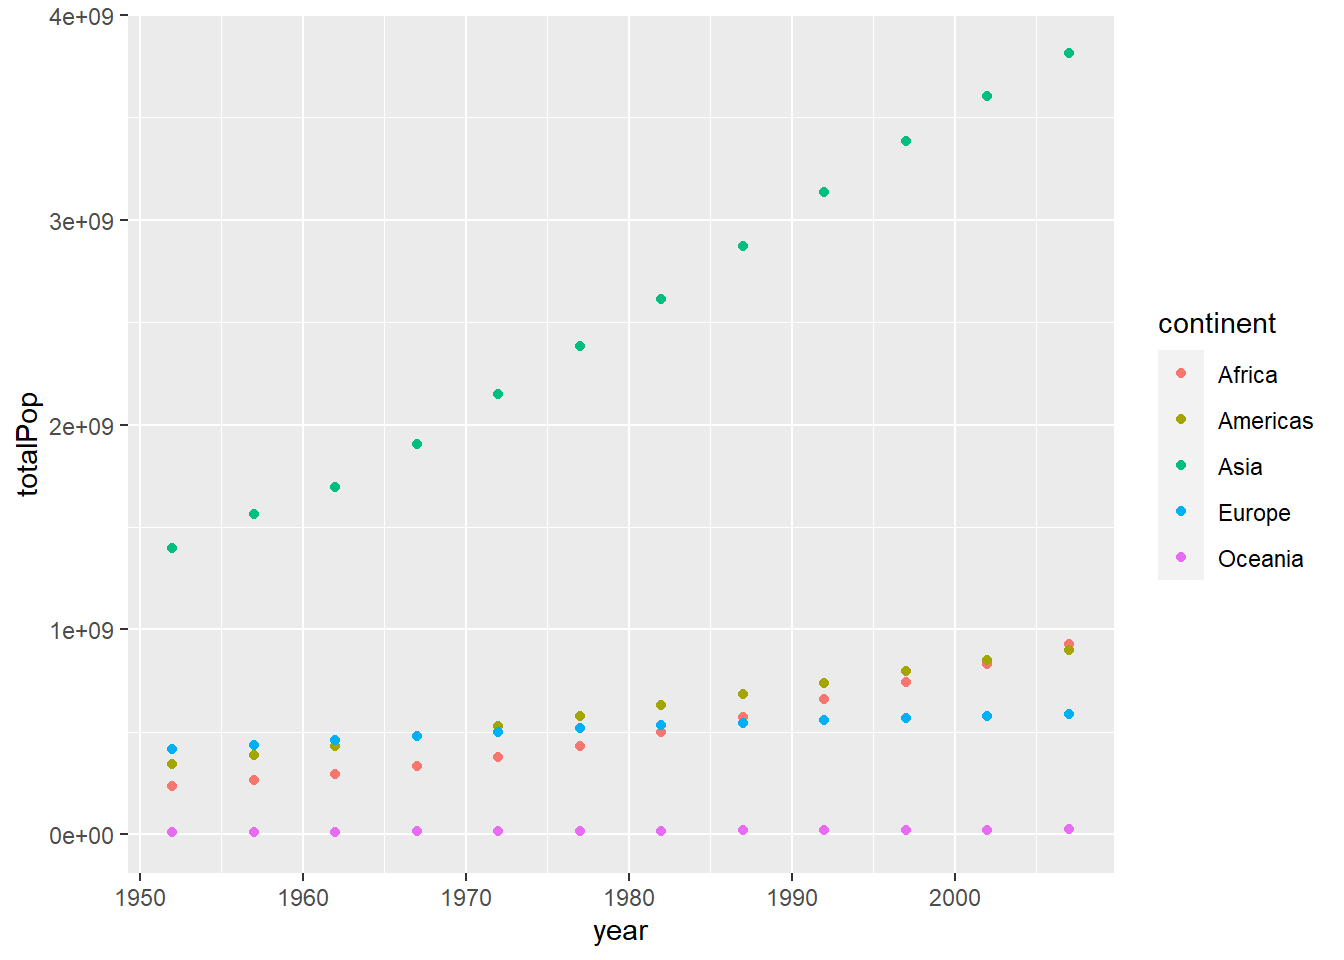 4e+09
3e+09
2e+09
1e+09
0e+00
totalPop
1950 1960 1970 1980 1990 2000
year
continent
Africa
Americas
Asia
Europe
Oceania